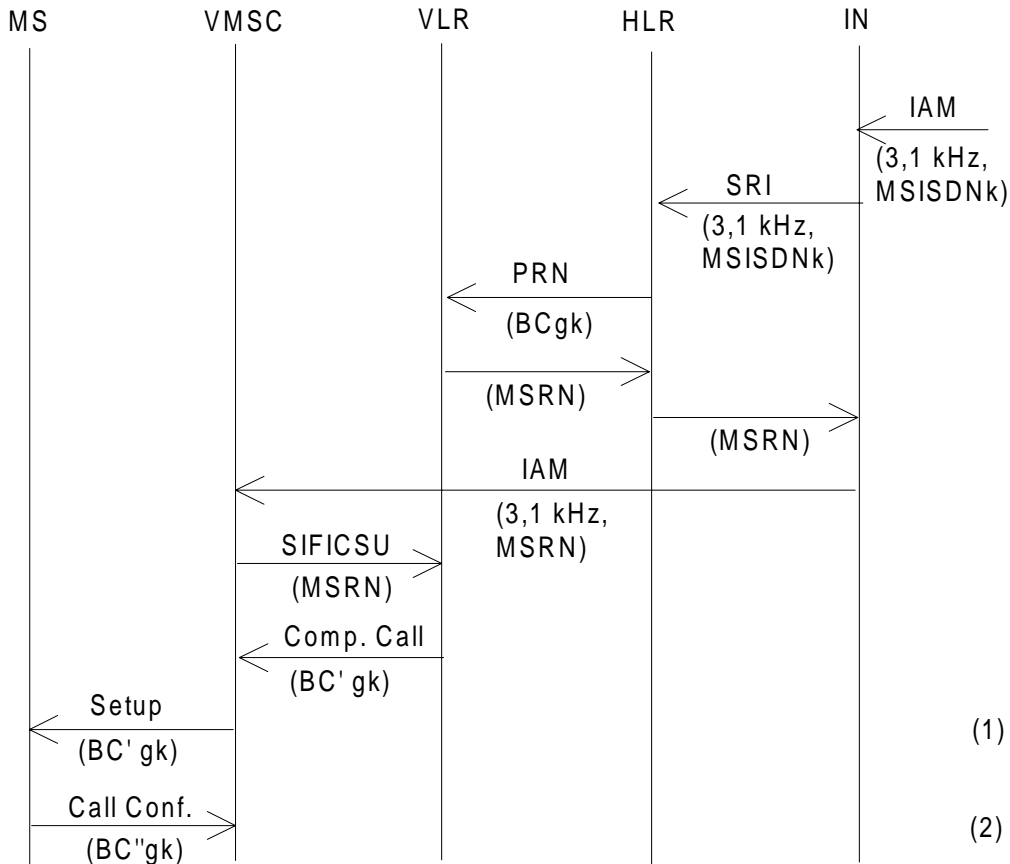 MS VMSC VLR HLR IN
IAM
(3,1 kHz,
MSISDNk)
SRI
(3,1 kHz,
MSISDNk)
PRN
(BCgk)
(MSRN)
(MSRN)
IAM
(3,1 kHz,
MSRN)
SIFICSU
(MSRN)
Comp. Call
(BC' gk)
Setup
(BC' gk)
(1)
Call Conf.
(BC"gk)
(2)